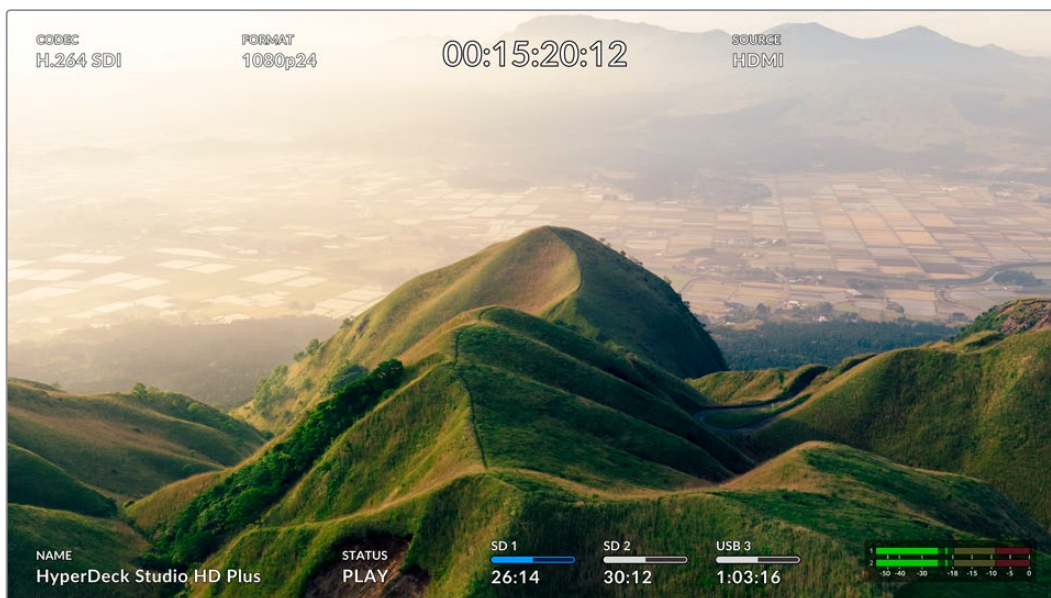 CODEC
H.264 SDI
FORMAT
1080p24
00:15:20:12
SOURCE
HDMI
NAME
HyperDeck Studio HD Plus
STATUS
PLAY
SD 1
26:14
SD 2
30:12
USB 3
1:03:16
1
2
-50 -40 -30 -18 -15 -10 -5 0